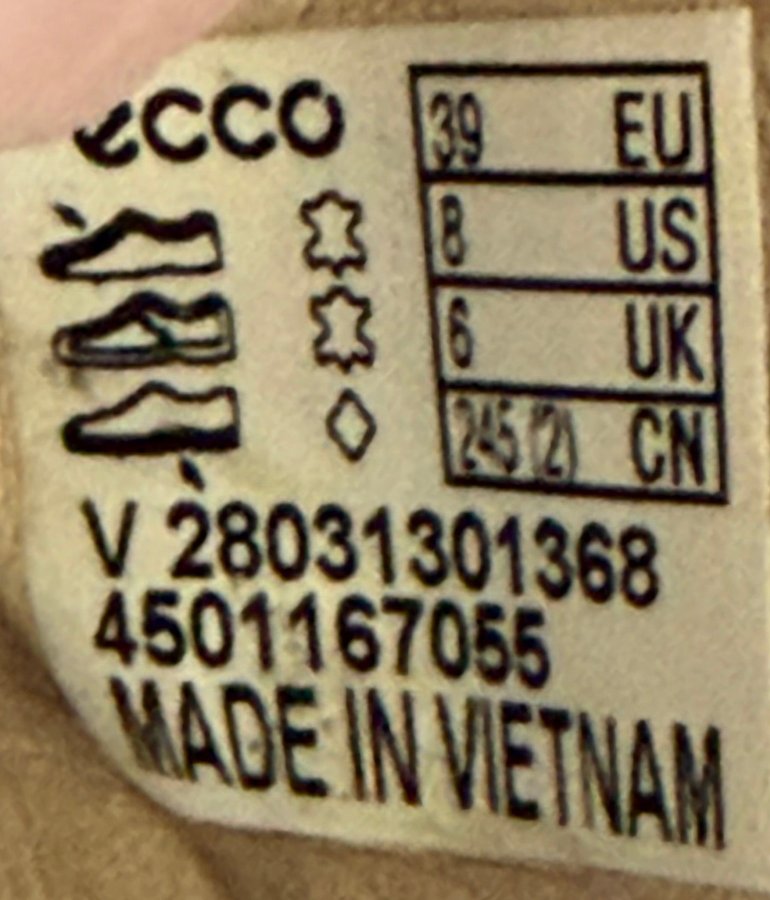 ecco
39 EU
8 US
6 UK
245 (2) CN
V 28031301368
4501167055
MADE IN VIETNAM